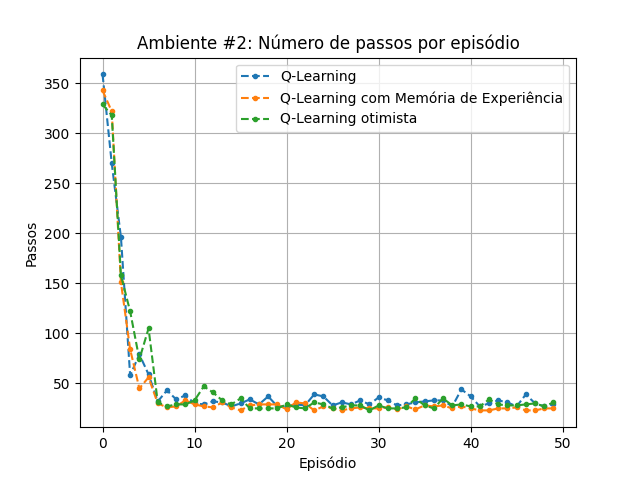 Ambiente #2: Número de passos por episódio
Q-Learning
Q-Learning com Memória de Experiência
Q-Learning otimista
Passos
350
300
250
200
150
100
50
0
10
20
30
40
50
Episódio